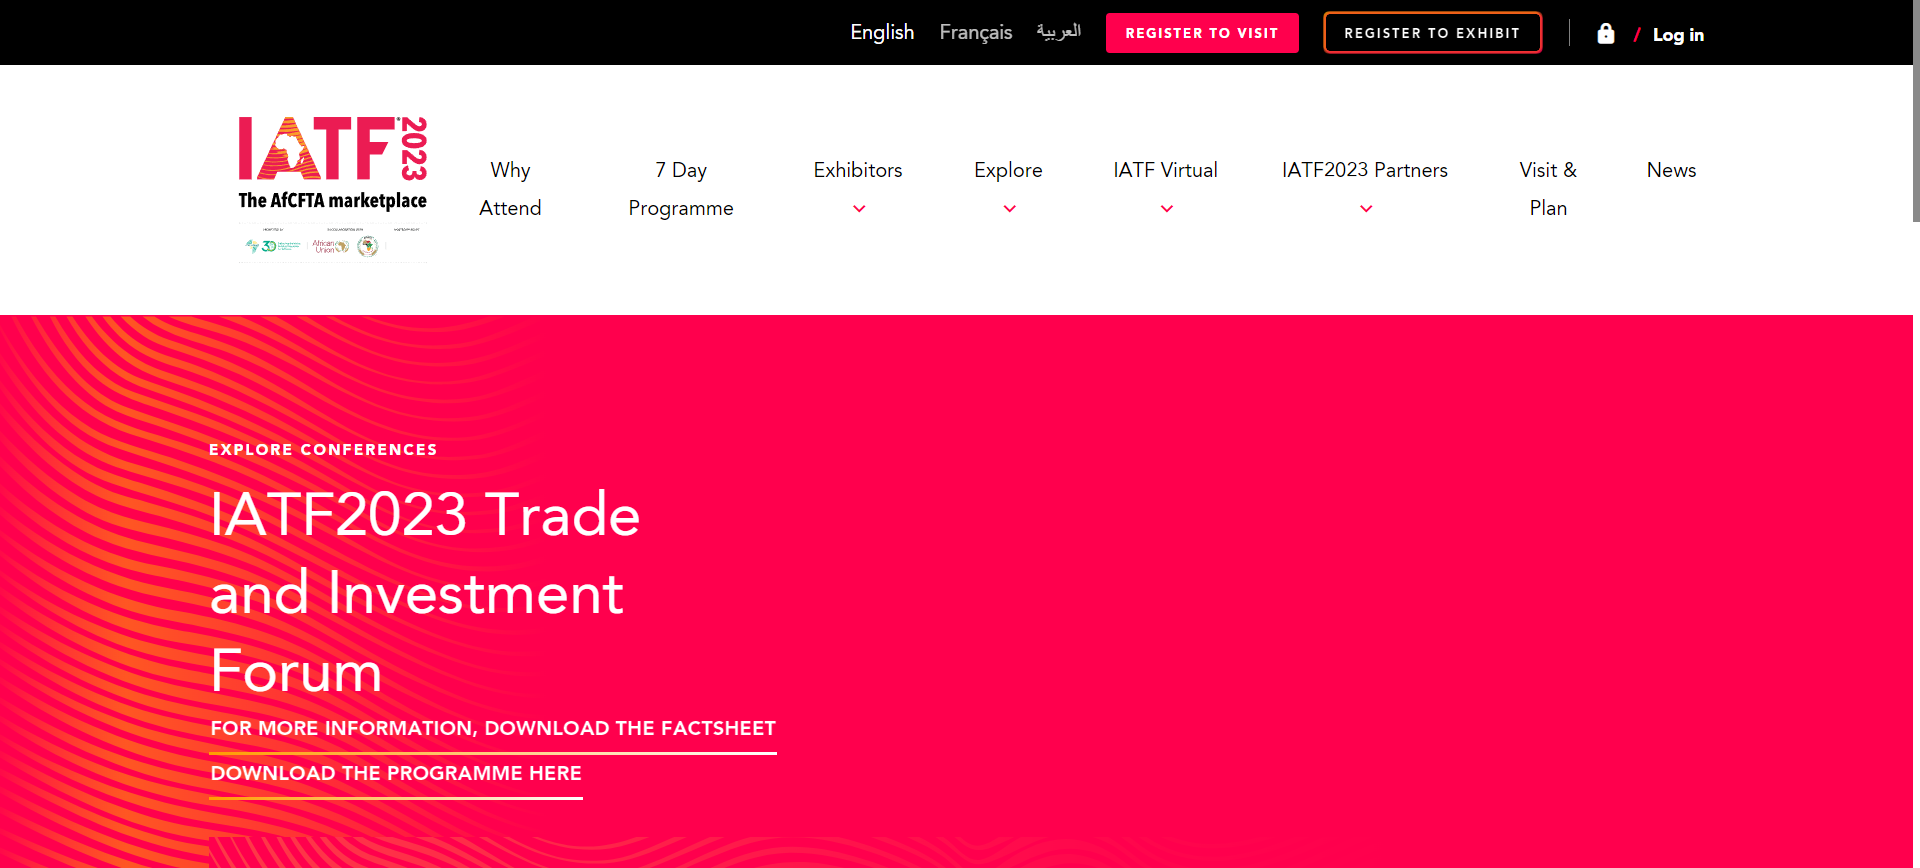 English Français العربية REGISTER TO VISIT REGISTER TO EXHIBIT / Log in
IATF 2023
The AfCFTA marketplace
African
Union
Why
Attend
7 Day
Programme
Exhibitors
Explore
IATF Virtual
IATF2023 Partners
Visit &
Plan
News
EXPLORE CONFERENCES
IATF2023 Trade
and Investment
Forum
FOR MORE INFORMATION, DOWNLOAD THE FACTSHEET
DOWNLOAD THE PROGRAMME HERE